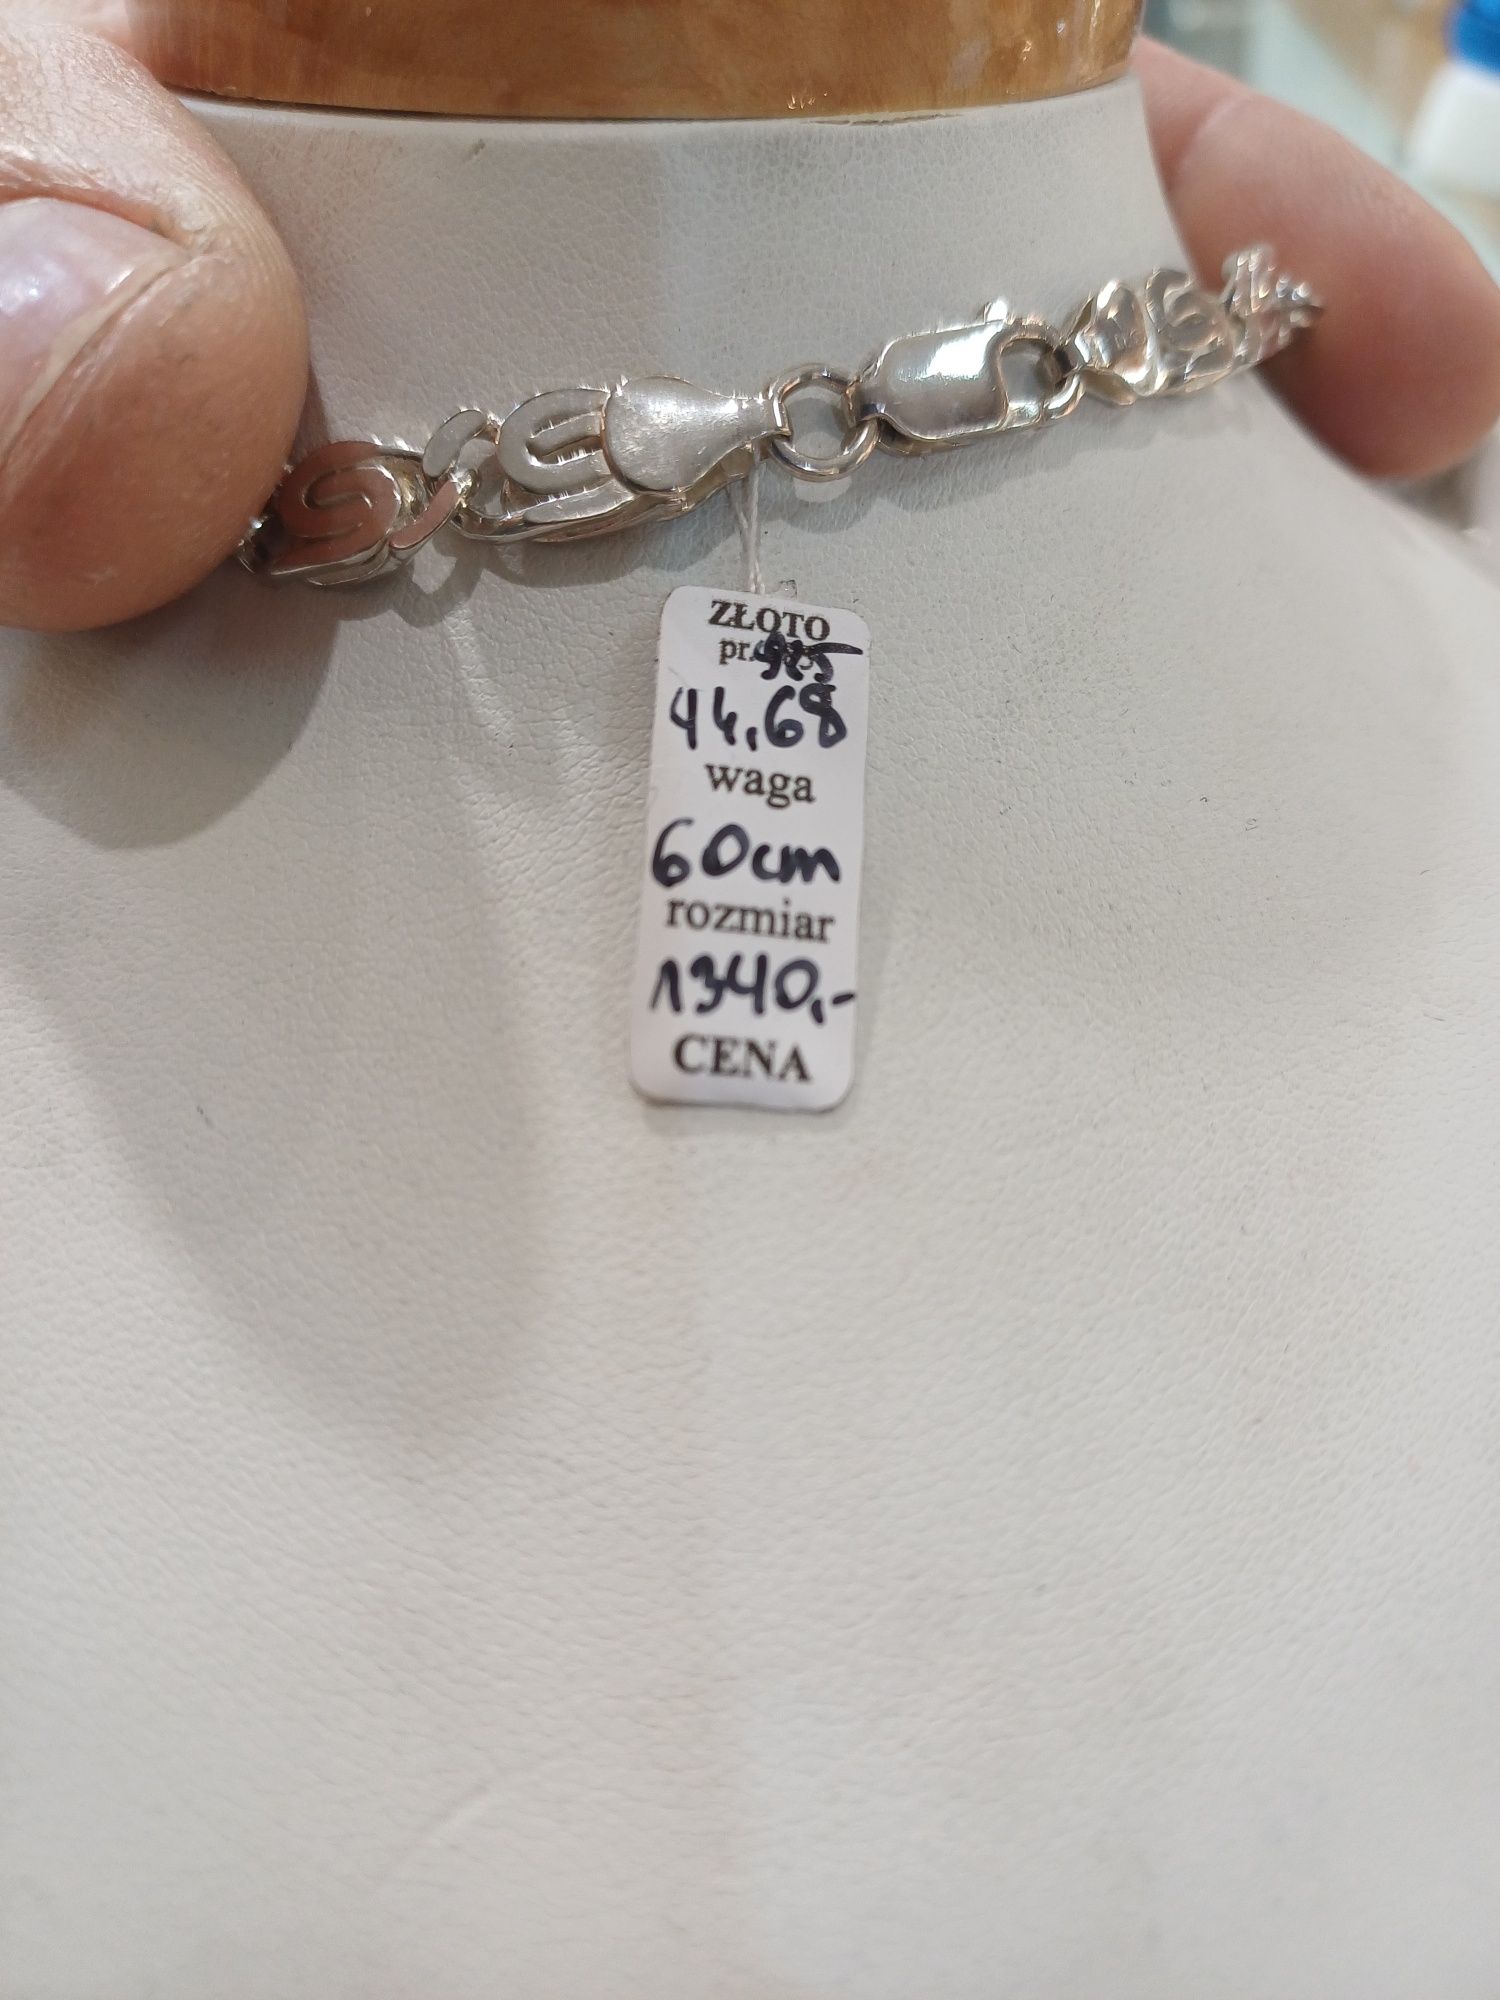 ZŁOTO
pr. 925
44,68
waga
60cm
rozmiar
1340,-
CENA